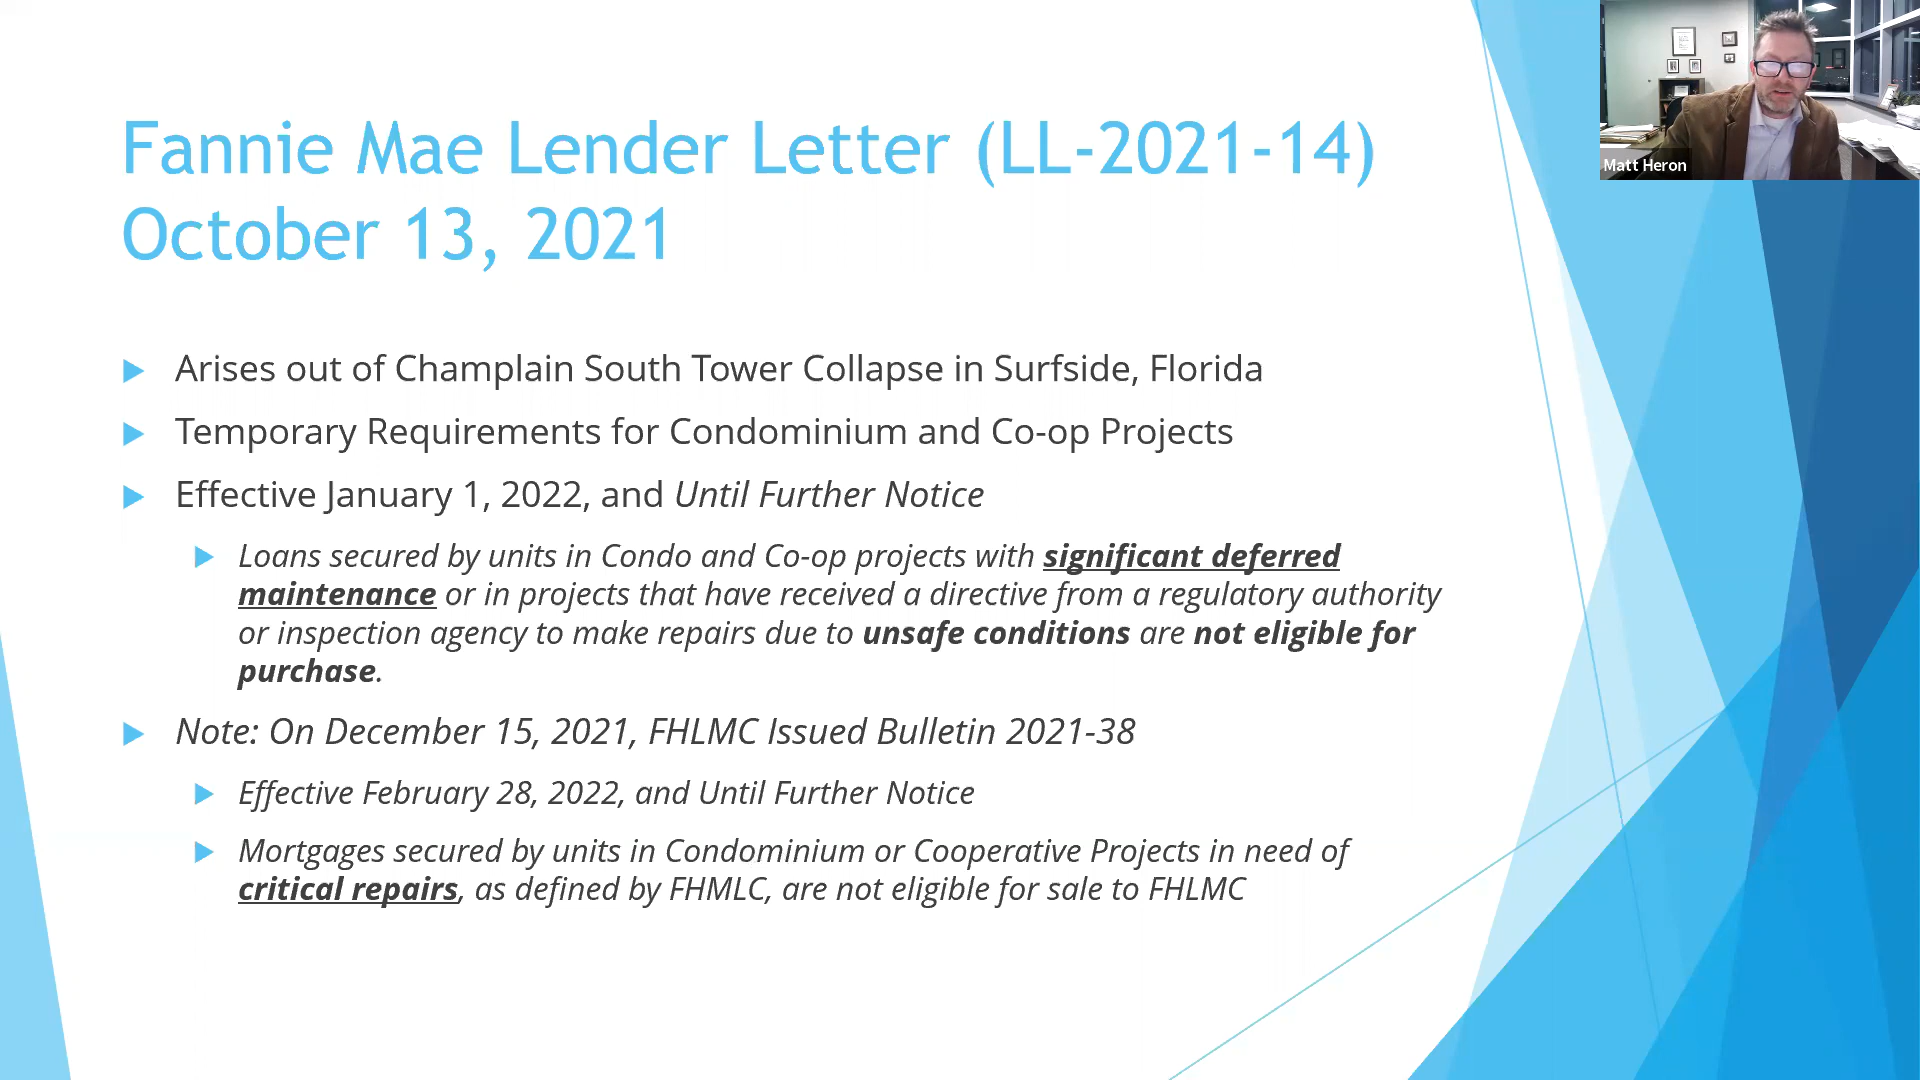 Fannie Mae Lender Letter (LL-2021-14)
October 13, 2021
Matt Heron
Arises out of Champlain South Tower Collapse in Surfside, Florida
Temporary Requirements for Condominium and Co-op Projects
Effective January 1, 2022, and Until Further Notice
Loans secured by units in Condo and Co-op projects with significant deferred
maintenance or in projects that have received a directive from a regulatory authority
or inspection agency to make repairs due to unsafe conditions are not eligible for
purchase.
Note: On December 15, 2021, FHLMC Issued Bulletin 2021-38
Effective February 28, 2022, and Until Further Notice
Mortgages secured by units in Condominium or Cooperative Projects in need of
critical repairs, as defined by FHMLC, are not eligible for sale to FHLMC